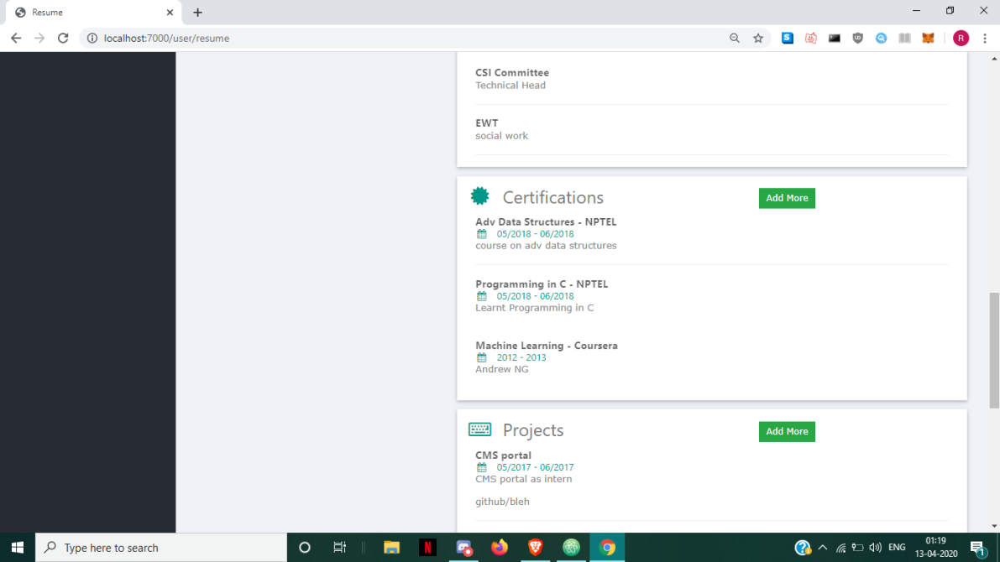 Resume
localhost:7000/user/resume
R
CSI Committee
Technical Head
EWT
social work
Certifications
Add More
Adv Data Structures - NPTEL
05/2018 - 06/2018
course on adv data structures
Programming in C - NPTEL
05/2018 - 06/2018
Learnt Programming in C
Machine Learning - Coursera
2012 - 2013
Andrew NG
Projects
Add More
CMS portal
05/2017 - 06/2017
CMS portal as intern
github/bleh
Type here to search
ENG
01:19
13-04-2020
1